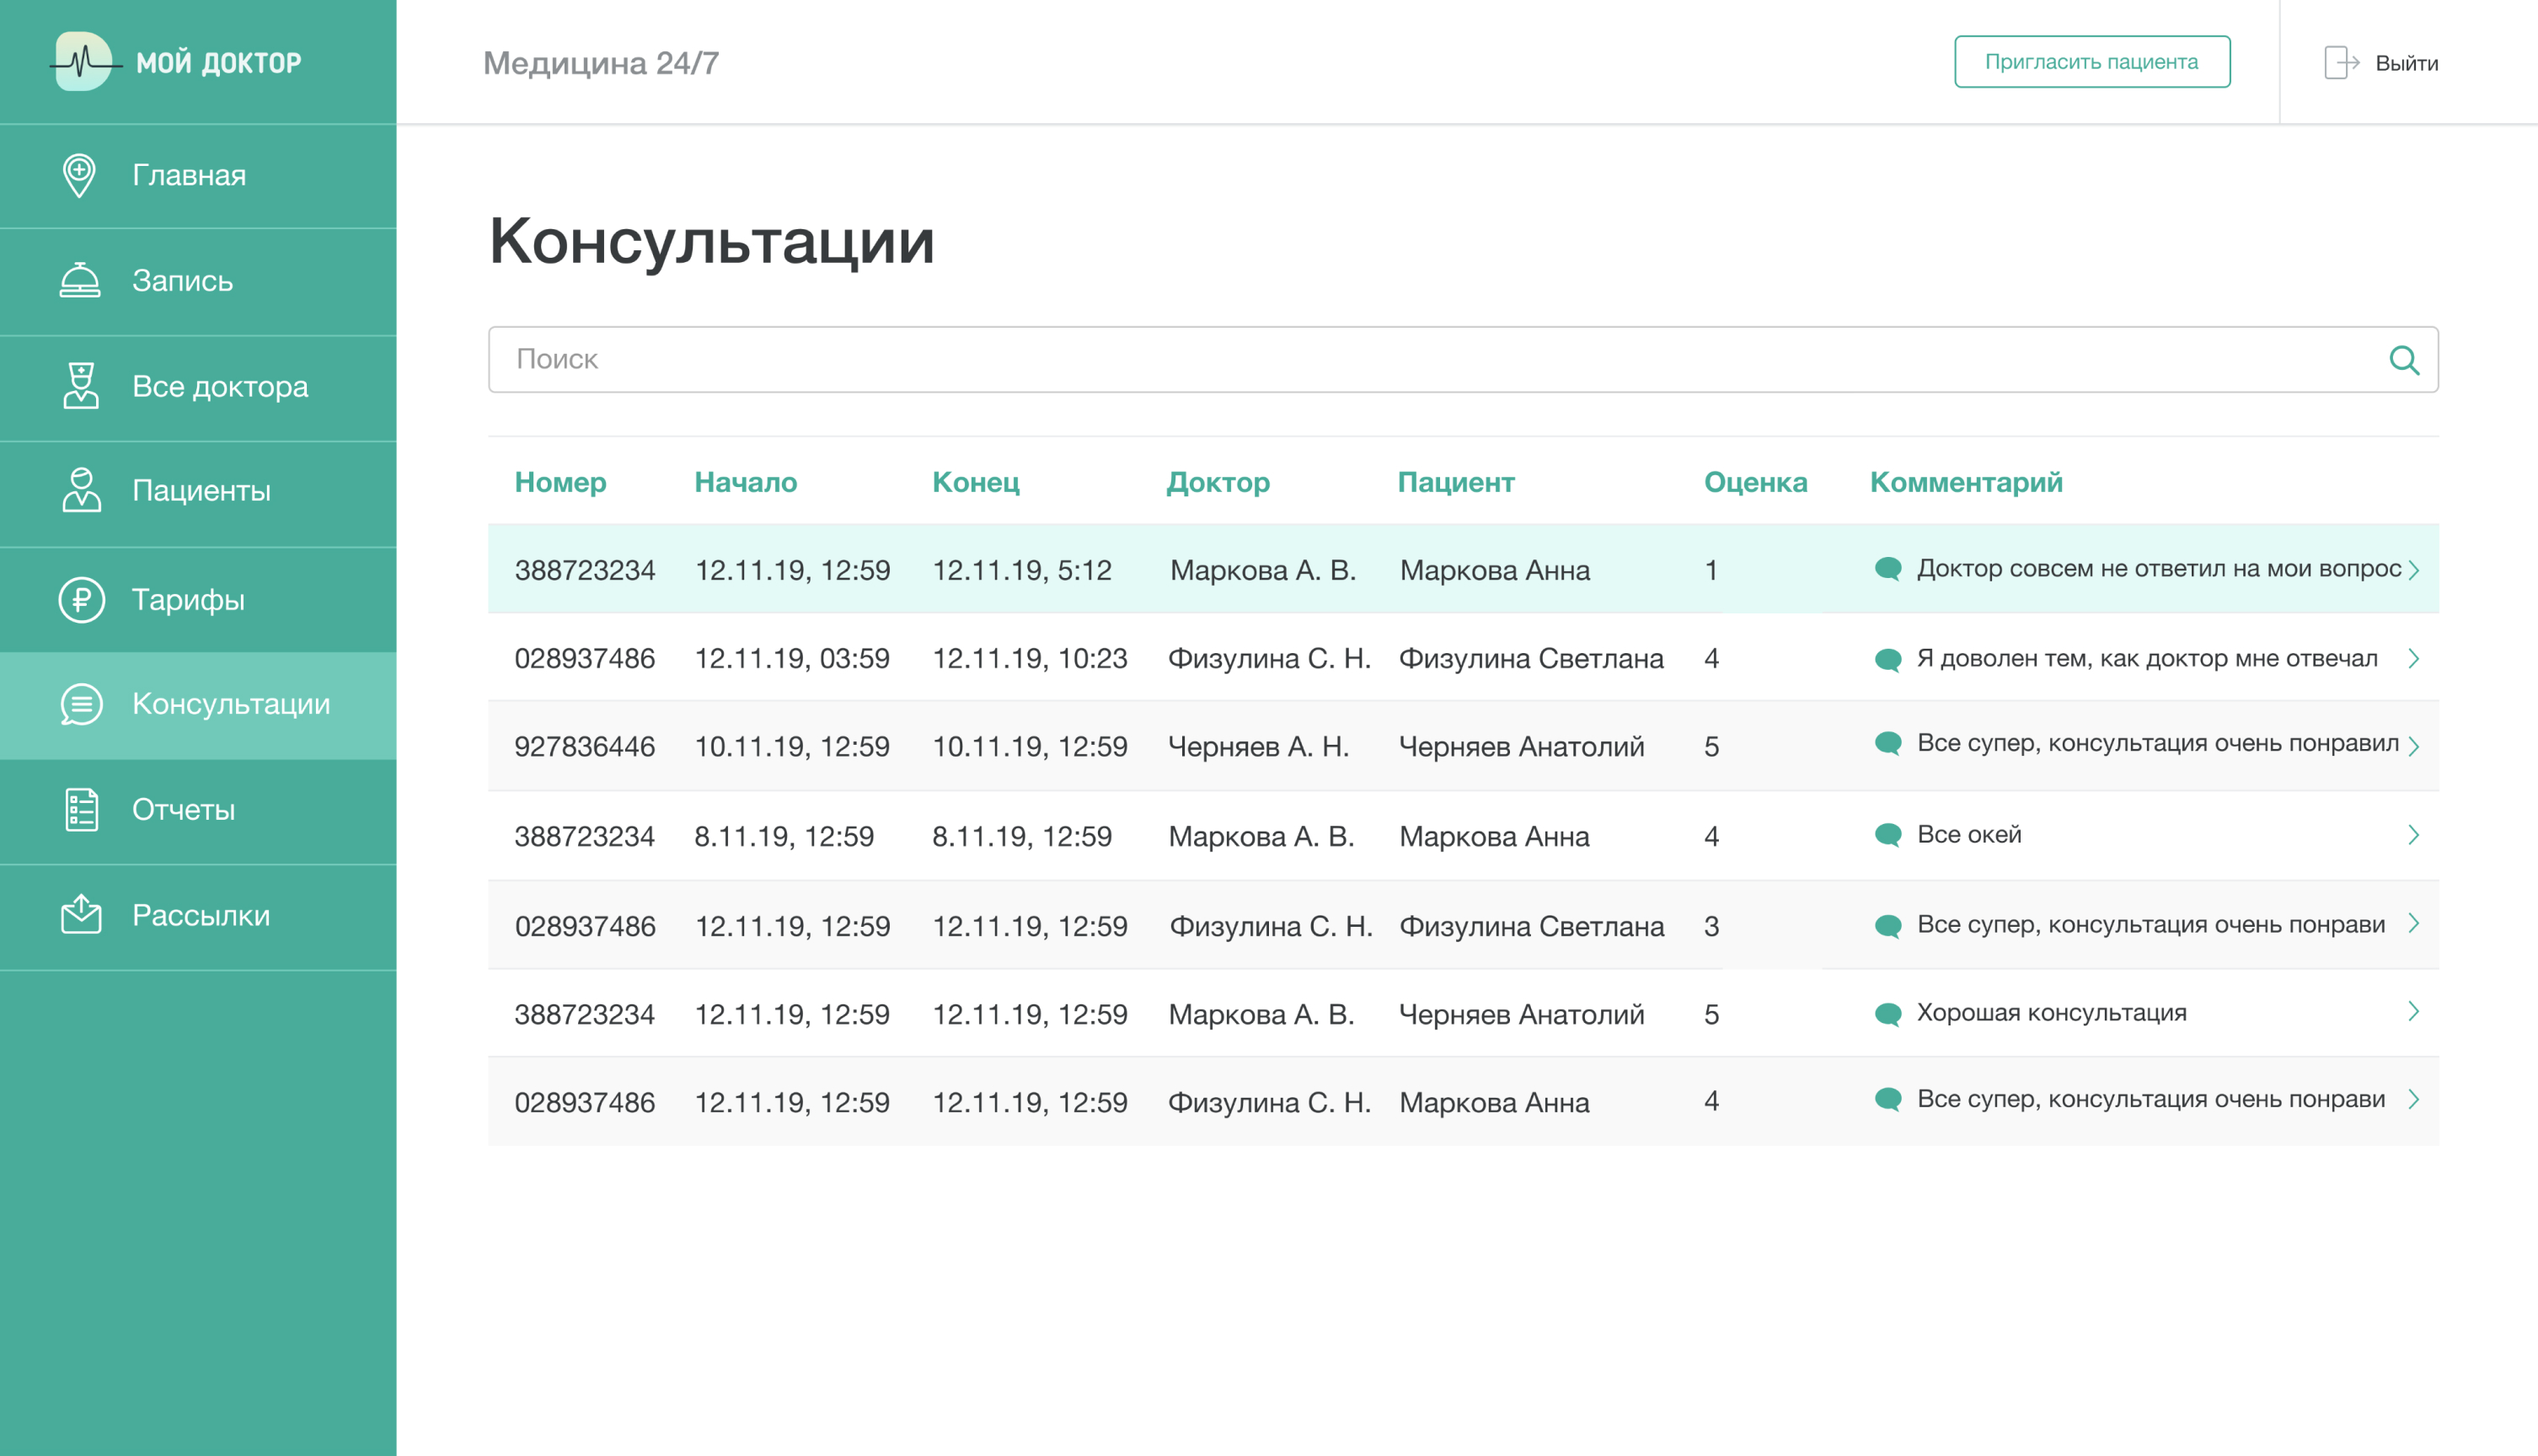 МОЙ ДОКТОР
Медицина 24/7
Пригласить пациента
Выйти
Главная
Запись
Все доктора
Пациенты
Тарифы
Консультации
Отчеты
Рассылки
Консультации
Поиск
Номер Начало Конец Доктор Пациент Оценка Комментарий
388723234 12.11.19, 12:59 12.11.19, 5:12 Маркова А. В. Маркова Анна 1 Доктор совсем не ответил на мои вопрос
028937486 12.11.19, 03:59 12.11.19, 10:23 Физулина С. Н. Физулина Светлана 4 Я доволен тем, как доктор мне отвечал
927836446 10.11.19, 12:59 10.11.19, 12:59 Черняев А. Н. Черняев Анатолий 5 Все супер, консультация очень понравил
388723234 8.11.19, 12:59 8.11.19, 12:59 Маркова А. В. Маркова Анна 4 Все окей
028937486 12.11.19, 12:59 12.11.19, 12:59 Физулина С. Н. Физулина Светлана 3 Все супер, консультация очень понрави
388723234 12.11.19, 12:59 12.11.19, 12:59 Маркова А. В. Черняев Анатолий 5 Хорошая консультация
028937486 12.11.19, 12:59 12.11.19, 12:59 Физулина С. Н. Маркова Анна 4 Все супер, консультация очень понрави